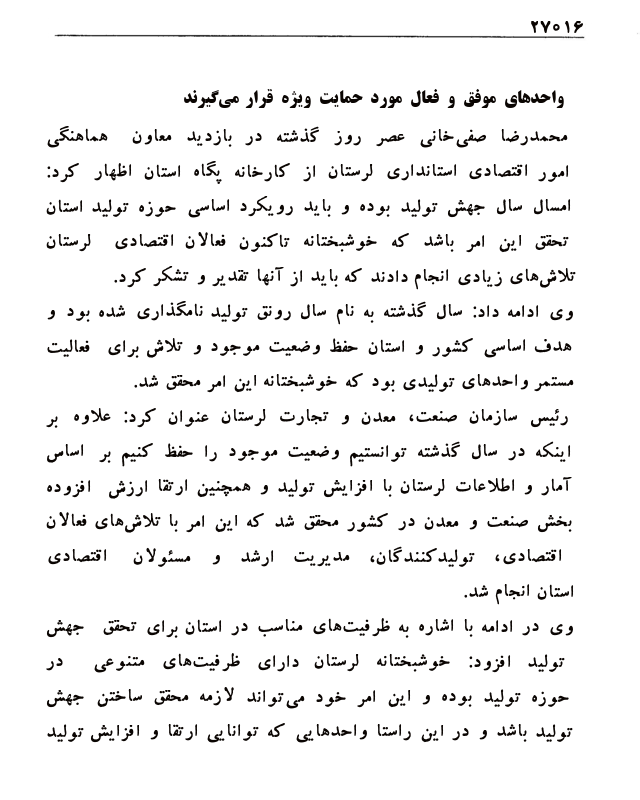 ۲۷۰۱۶
واحدهای موفق و فعال مورد حمایت ویژه قرار می‌گیرند
محمدرضا صفی‌خانی عصر روز گذشته در بازدید معاون هماهنگی
امور اقتصادی استانداری لرستان از کارخانه پگاه استان اظهار کرد:
امسال سال جهش تولید بوده و باید رویکرد اساسی حوزه تولید استان
تحقق این امر باشد که خوشبختانه تاکنون فعالان اقتصادی لرستان
تلاش‌های زیادی انجام دادند که باید از آنها تقدیر و تشکر کرد.
وی ادامه داد: سال گذشته به نام سال رونق تولید نامگذاری شده بود و
هدف اساسی کشور و استان حفظ وضعیت موجود و تلاش برای فعالیت
مستمر واحدهای تولیدی بود که خوشبختانه این امر محقق شد.
رئیس سازمان صنعت، معدن و تجارت لرستان عنوان کرد: علاوه بر
اینکه در سال گذشته توانستیم وضعیت موجود را حفظ کنیم بر اساس
آمار و اطلاعات لرستان با افزایش تولید و همچنین ارتقا ارزش افزوده
بخش صنعت و معدن در کشور محقق شد که این امر با تلاش‌های فعالان
اقتصادی، تولیدکنندگان، مدیریت ارشد و مسئولان اقتصادی
استان انجام شد.
وی در ادامه با اشاره به ظرفیت‌های مناسب در استان برای تحقق جهش
تولید افزود: خوشبختانه لرستان دارای ظرفیت‌های متنوعی در
حوزه تولید بوده و این امر خود می‌تواند لازمه محقق ساختن جهش
تولید باشد و در این راستا واحدهایی که توانایی ارتقا و افزایش تولید